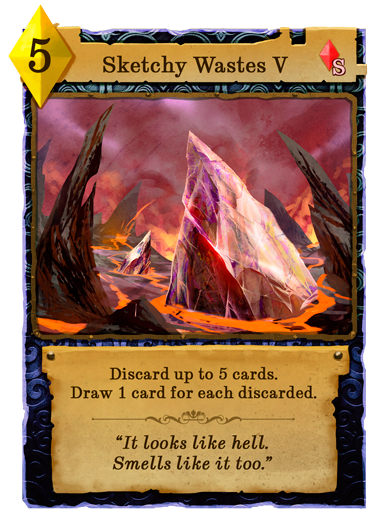 5
Sketchy Wastes V
S
Discard up to 5 cards.
Draw 1 card for each discarded.
“It looks like hell.
Smells like it too.”